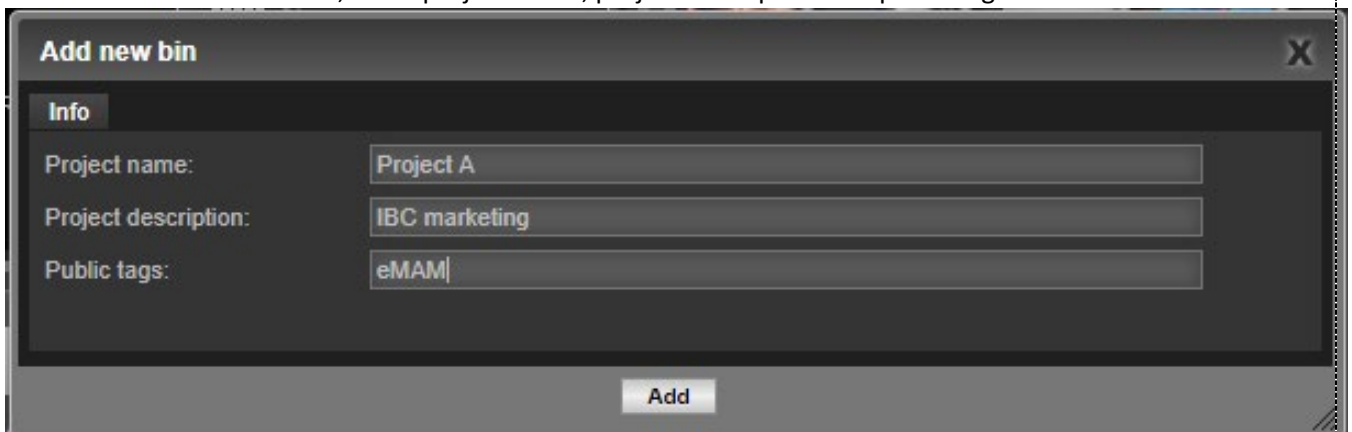 Add new bin X
Info
Project name: Project A
Project description: IBC marketing
Public tags: eMAM
Add